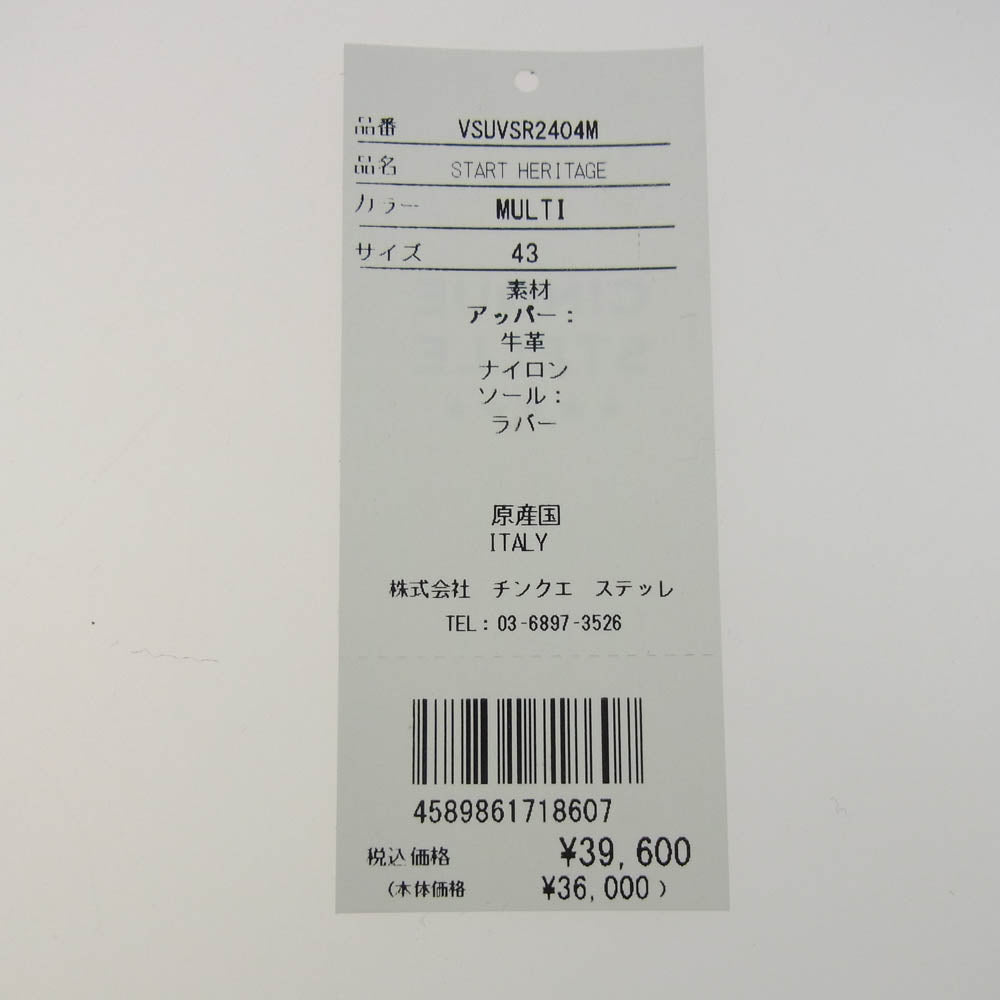 品番 VSUVSR2404M
品名 START HERITAGE
カラー MULTI
サイズ 43
素材
アッパー：
牛革
ナイロン
ソール：
ラバー
原産国
ITALY
株式会社 チンクエ ステッレ
TEL：03-6897-3526
4589861718607
税込価格 ¥39,600
（本体価格 ¥36,000）